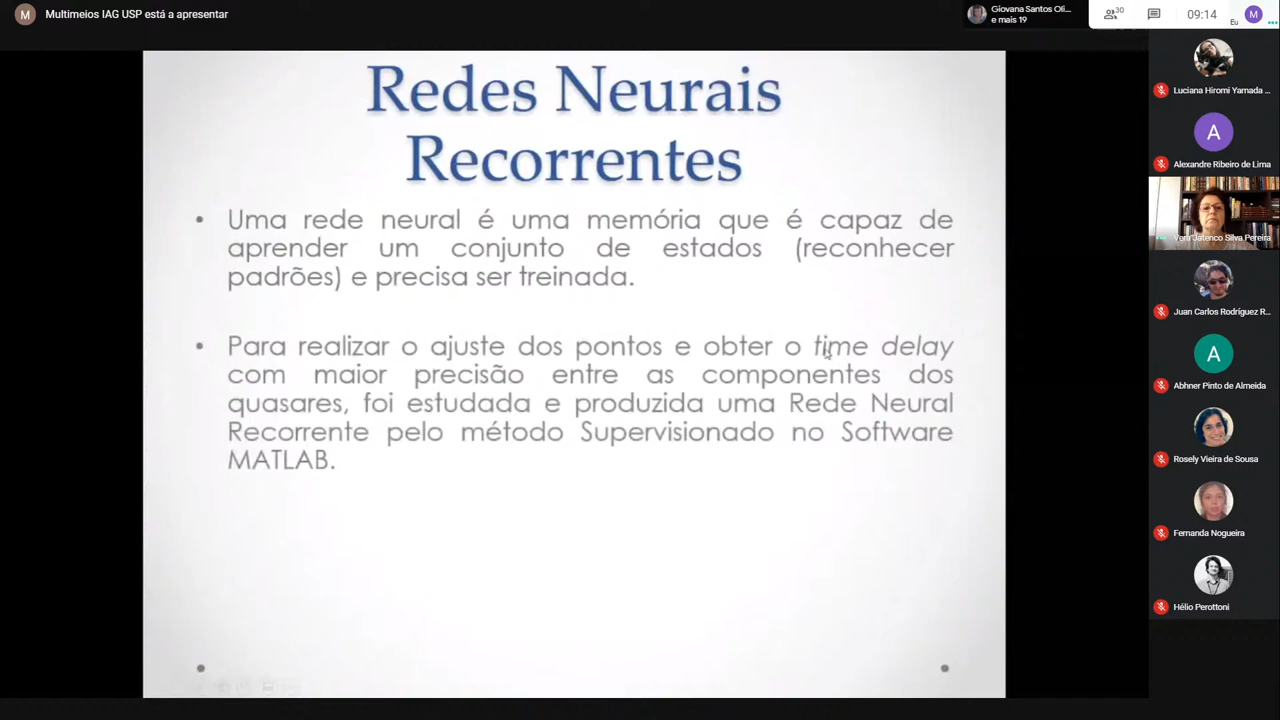 Multimeios IAG USP está a apresentar
Giovana Santos Oli...
e mais 19
30
09:14
Eu
M
M
Redes Neurais
Recorrentes
• Uma rede neural é uma memória que é capaz de
aprender um conjunto de estados (reconhecer
padrões) e precisa ser treinada.
• Para realizar o ajuste dos pontos e obter o time delay
com maior precisão entre as componentes dos
quasares, foi estudada e produzida uma Rede Neural
Recorrente pelo método Supervisionado no Software
MATLAB.
Luciana Hiromi Yamada ...
A
Alexandre Ribeiro de Lima
Vera Jatenco Silva Pereira
Juan Carlos Rodríguez R...
A
Abhner Pinto de Almeida
Rosely Vieira de Sousa
Fernanda Nogueira
Hélio Perottoni